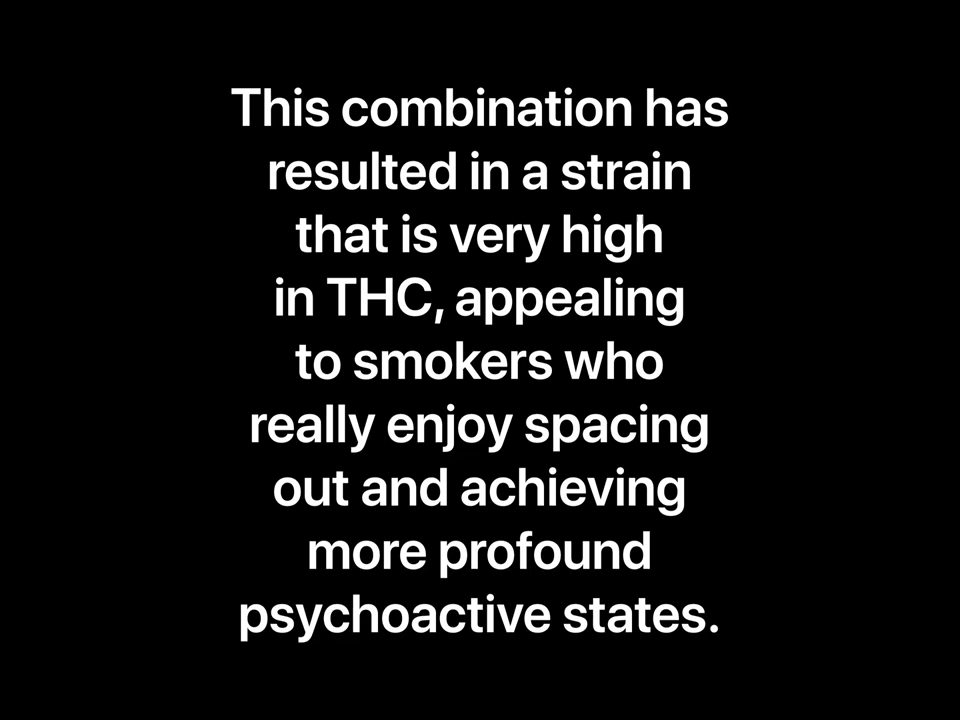 This combination has
resulted in a strain
that is very high
in THC, appealing
to smokers who
really enjoy spacing
out and achieving
more profound
psychoactive states.